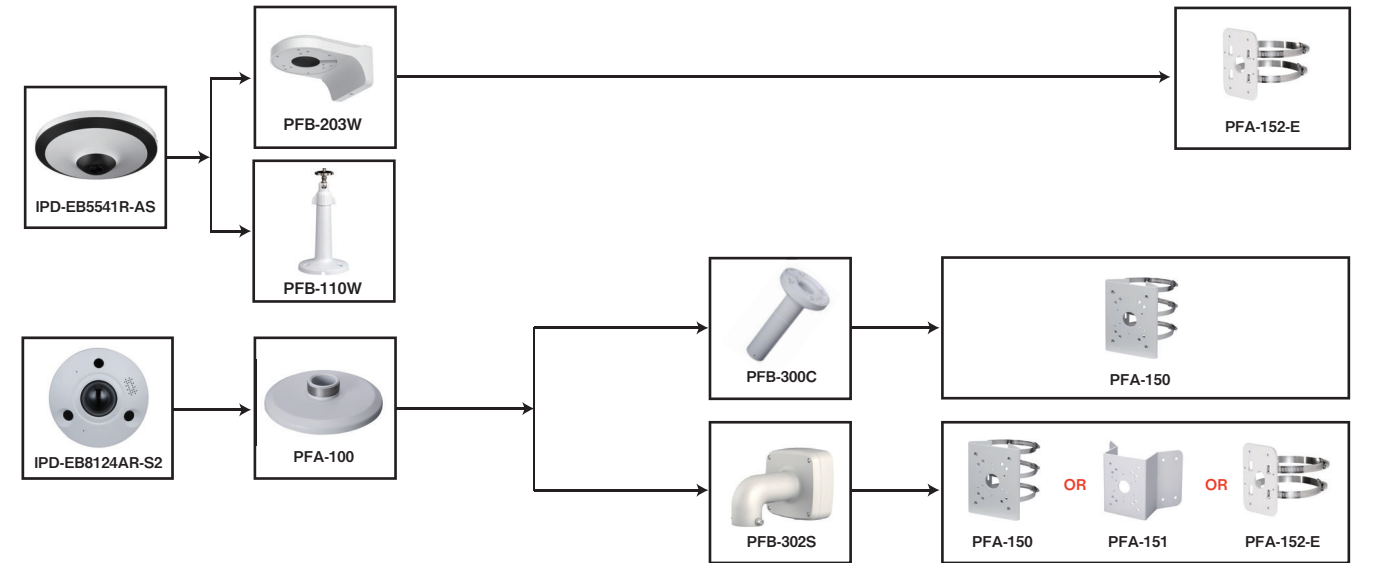 PFB-203W
PFA-152-E
IPD-EB5541R-AS
PFB-110W
PFB-300C
PFA-150
IPD-EB8124AR-S2
PFA-100
PFB-302S
PFA-150
OR
PFA-151
OR
PFA-152-E